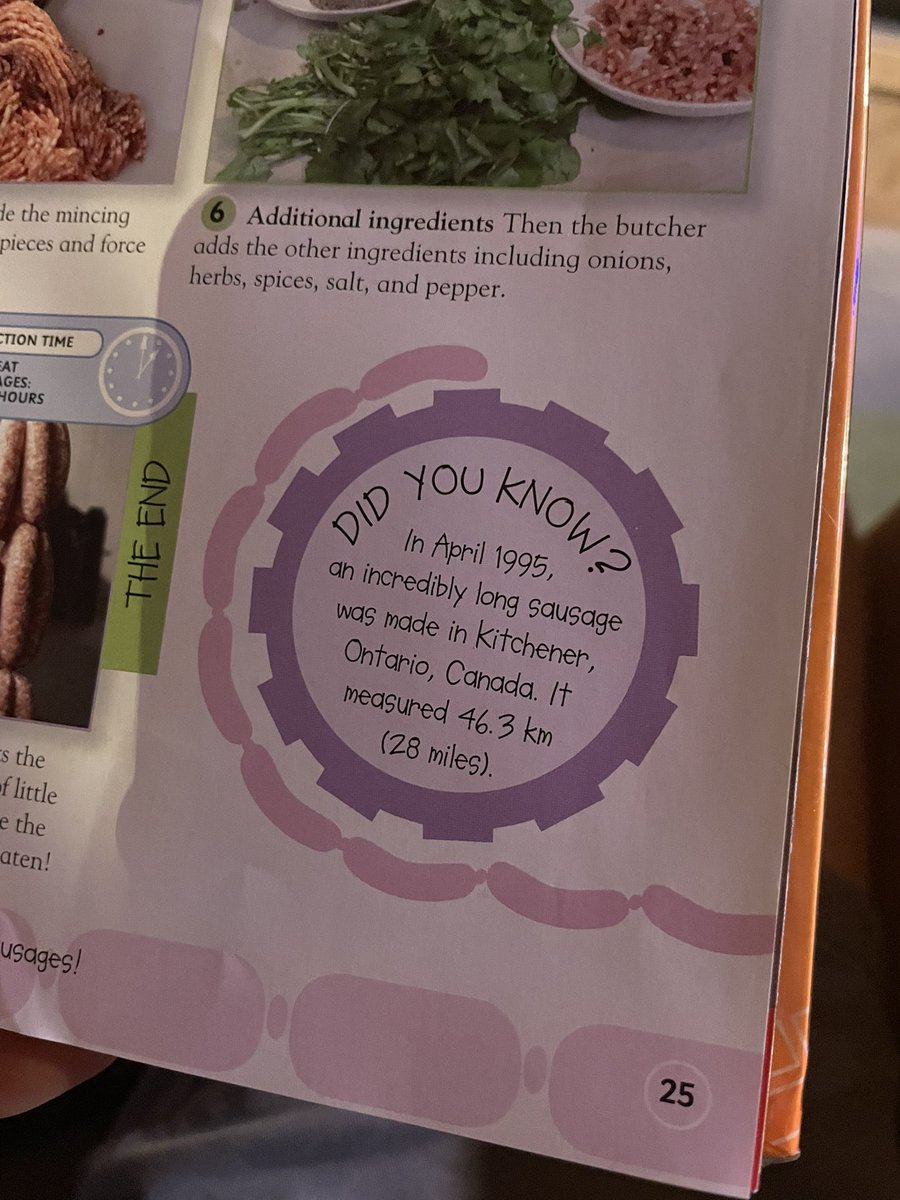 de the mincing
pieces and force
6 Additional ingredients Then the butcher
adds the other ingredients including onions,
herbs, spices, salt, and pepper.
CTION TIME
EAT
AGES:
HOURS
THE END
DID YOU KNOW?
In April 1995,
an incredibly long sausage
was made in Kitchener,
Ontario, Canada. It
measured 46.3 km
(28 miles).
s the
of little
e the
aten!
usages!
25